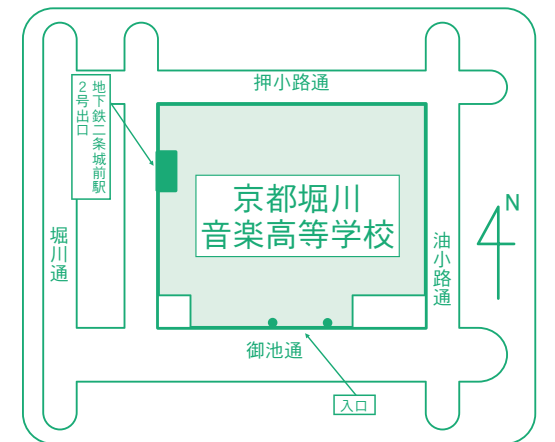 押小路通
地下鉄二条城前駅
2号出口
京都堀川
音楽高等学校
N
堀川通
油小路通
御池通
入口